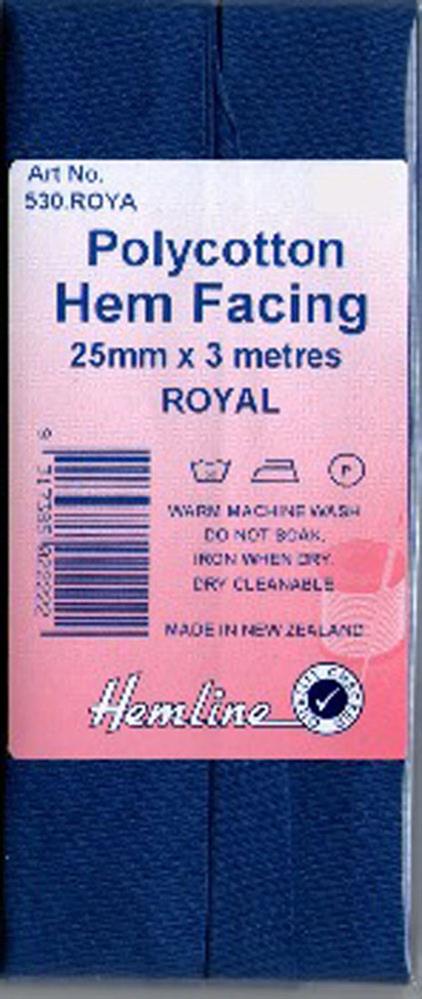 Art No.
530.ROYA
Polycotton
Hem Facing
25mm x 3 metres
ROYAL
P
WARM MACHINE WASH
DO NOT SOAK.
IRON WHEN DRY.
DRY CLEANABLE
MADE IN NEW ZEALAND.
Hemline